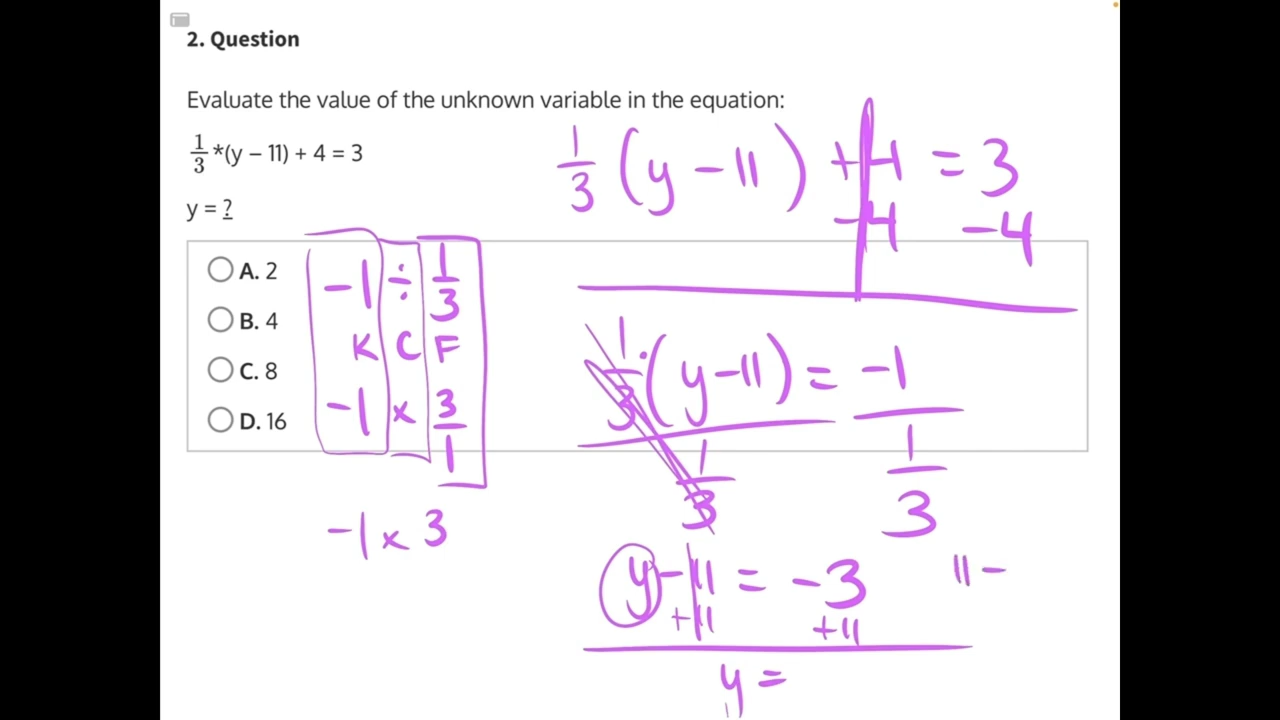 2. Question
Evaluate the value of the unknown variable in the equation:
1/3 *(y – 11) + 4 = 3
y = ?
A. 2
B. 4
C. 8
D. 16
1/3 (y - 11) + 4 = 3
-4 -4
1/3 · (y - 11) = -1
1/3 1/3
y - 11 = -3
+11 +11
y =
11 -
-1 ÷ 1/3
K C F
-1 x 3/1
-1 x 3